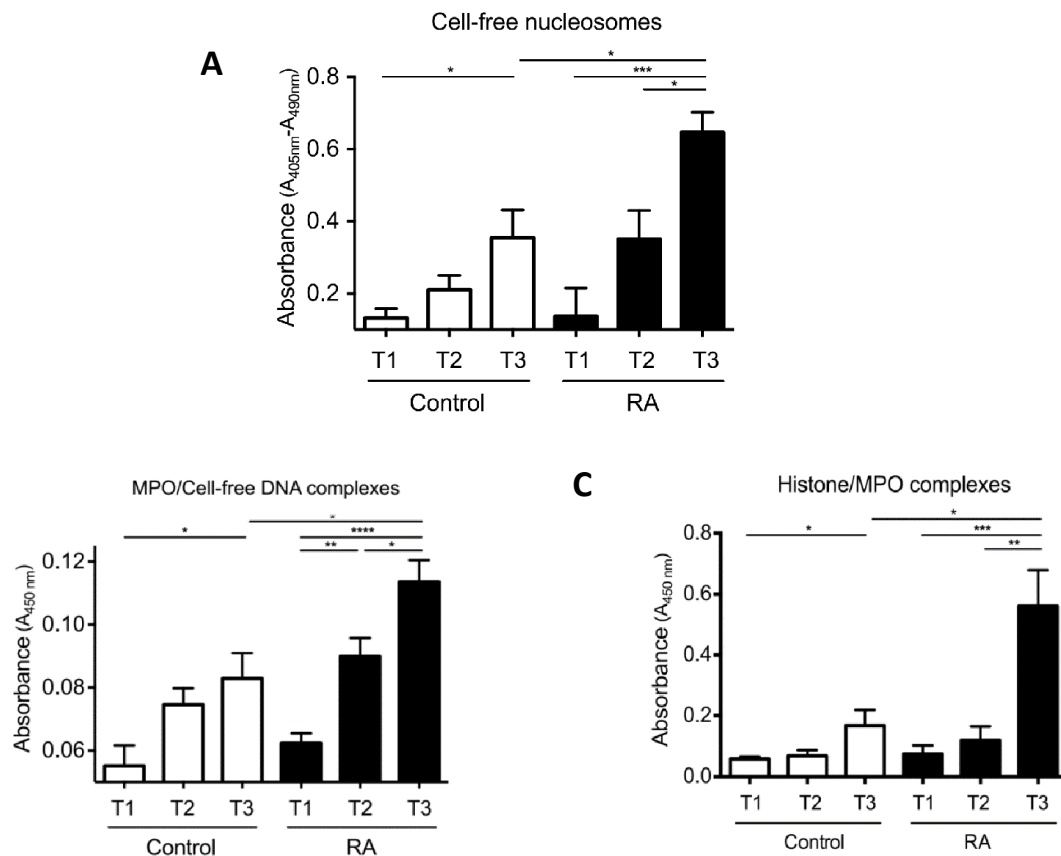 Cell-free nucleosomes
A
*
*
***
*
Absorbance (A405nm-A490nm)
0.8
0.6
0.4
0.2
T1 T2 T3 T1 T2 T3
Control RA
MPO/Cell-free DNA complexes
*
****
** *
Absorbance (A450 nm)
0.12
0.10
0.08
0.06
T1 T2 T3 T1 T2 T3
Control RA
C
Histone/MPO complexes
*
*
***
**
Absorbance (A450 nm)
0.8
0.6
0.4
0.2
0.0
T1 T2 T3 T1 T2 T3
Control RA